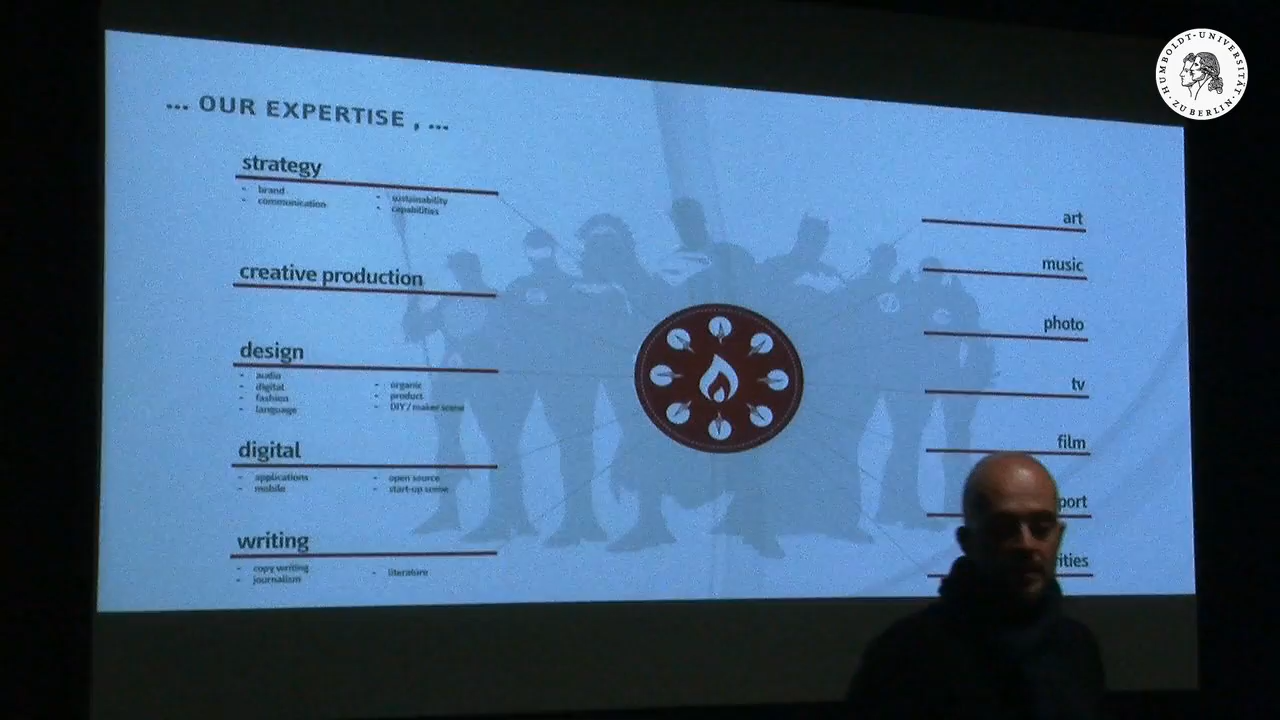 ... OUR EXPERTISE , ...
strategy
- brand
- communication
- sustainability
- capabilities
creative production
design
- audio
- digital
- fashion
- language
- organic
- product
- DIY / maker scene
digital
- applications
- mobile
- open source
- start-up scene
writing
- copy writing
- journalism
- literature
art
music
photo
tv
film
port
ities
HUMBOLDT-UNIVERSITÄT
ZU BERLIN